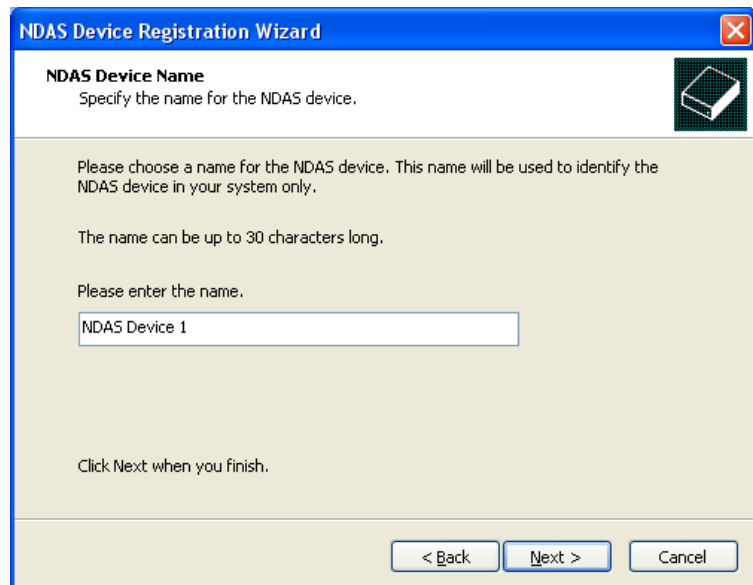 NDAS Device Registration Wizard
NDAS Device Name
Specify the name for the NDAS device.
Please choose a name for the NDAS device. This name will be used to identify the
NDAS device in your system only.
The name can be up to 30 characters long.
Please enter the name.
NDAS Device 1
Click Next when you finish.
< Back Next > Cancel